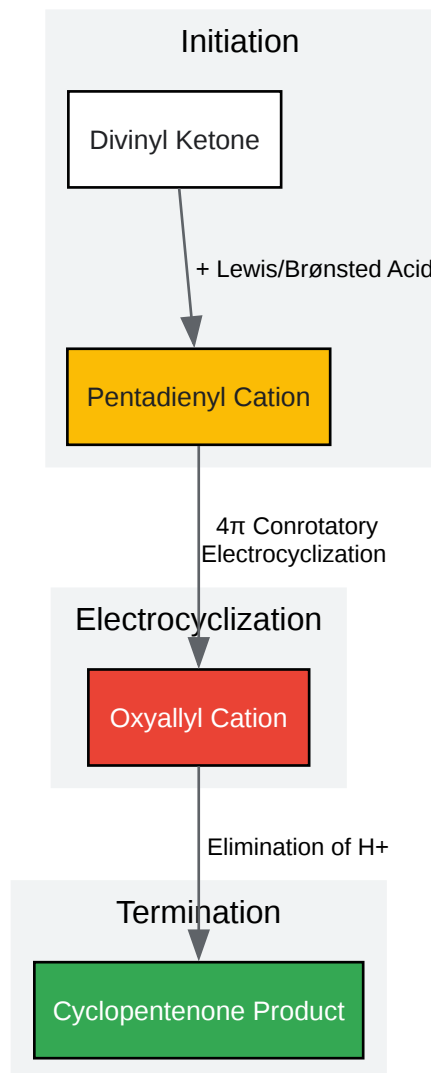 Initiation
Divinyl Ketone
+ Lewis/Brønsted Acid
Pentadienyl Cation
4π Conrotatory
Electrocyclization
Electrocyclization
Oxyallyl Cation
Elimination of H+
Termination
Cyclopentenone Product